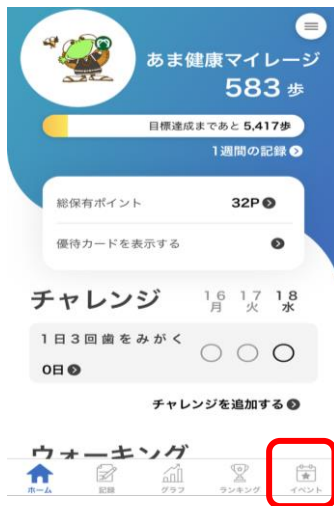 あま健康マイレージ
583 歩
目標達成まであと 5,417歩
1週間の記録
総保有ポイント 32P
優待カードを表示する
チャレンジ
16 17 18
月 火 水
1日3回歯をみがく
0日
チャレンジを追加する
ウォーキング
ホーム 記録 グラフ ランキング イベント